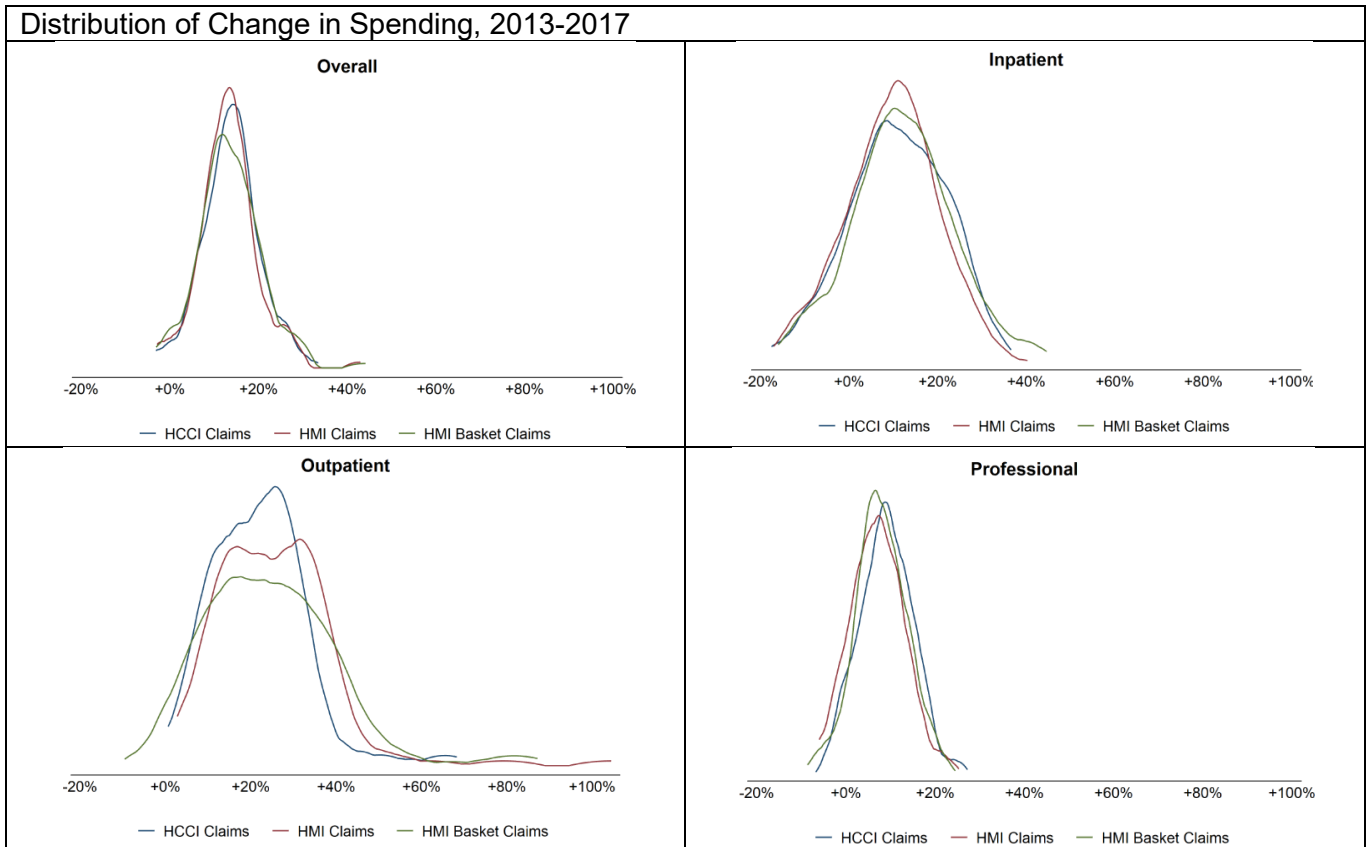 Distribution of Change in Spending, 2013-2017
Overall
-20% +0% +20% +40% +60% +80% +100%
HCCI Claims HMI Claims HMI Basket Claims
Inpatient
-20% +0% +20% +40% +60% +80% +100%
HCCI Claims HMI Claims HMI Basket Claims
Outpatient
-20% +0% +20% +40% +60% +80% +100%
HCCI Claims HMI Claims HMI Basket Claims
Professional
-20% +0% +20% +40% +60% +80% +100%
HCCI Claims HMI Claims HMI Basket Claims